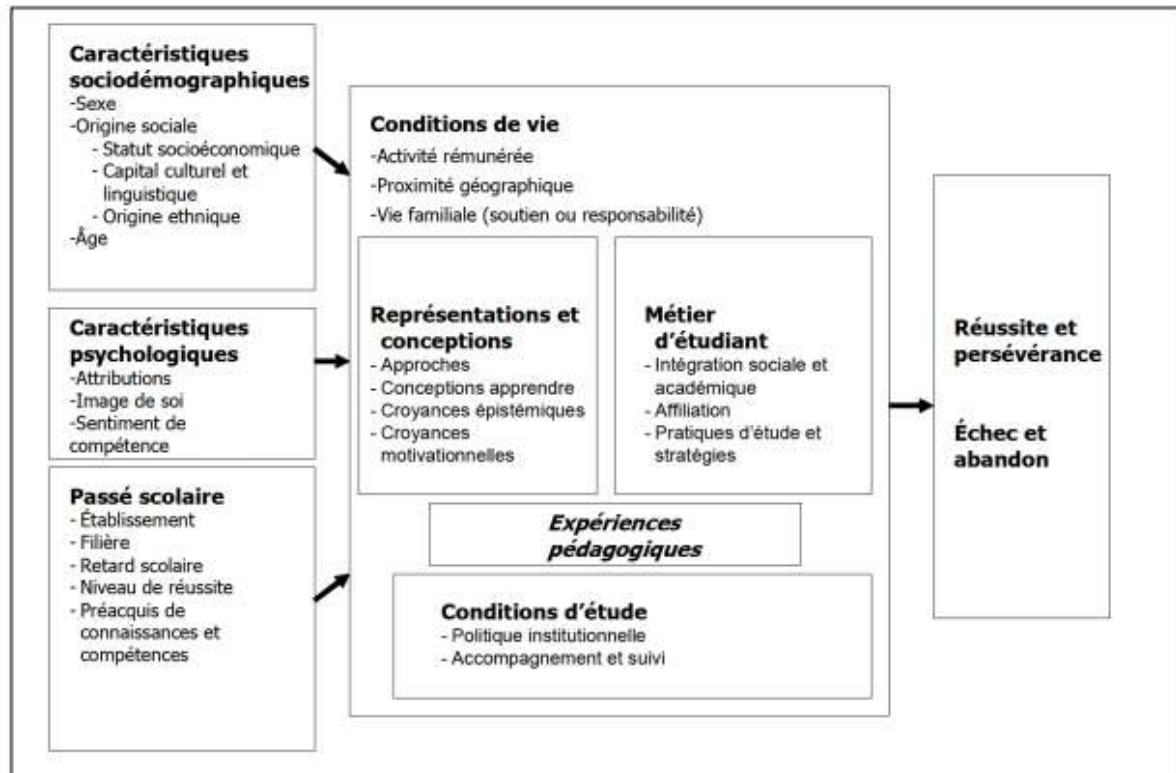 Caractéristiques
sociodémographiques
-Sexe
-Origine sociale
- Statut socioéconomique
- Capital culturel et
linguistique
- Origine ethnique
-Âge
Caractéristiques
psychologiques
-Attributions
-Image de soi
-Sentiment de
compétence
Passé scolaire
- Établissement
- Filière
- Retard scolaire
- Niveau de réussite
- Préacquis de
connaissances et
compétences
Conditions de vie
-Activité rémunérée
-Proximité géographique
-Vie familiale (soutien ou responsabilité)
Représentations et
conceptions
- Approches
- Conceptions apprendre
- Croyances épistémiques
- Croyances
motivationnelles
Métier
d'étudiant
- Intégration sociale et
académique
- Affiliation
- Pratiques d'étude et
stratégies
Expériences
pédagogiques
Conditions d'étude
- Politique institutionnelle
- Accompagnement et suivi
Réussite et
persévérance
Échec et
abandon